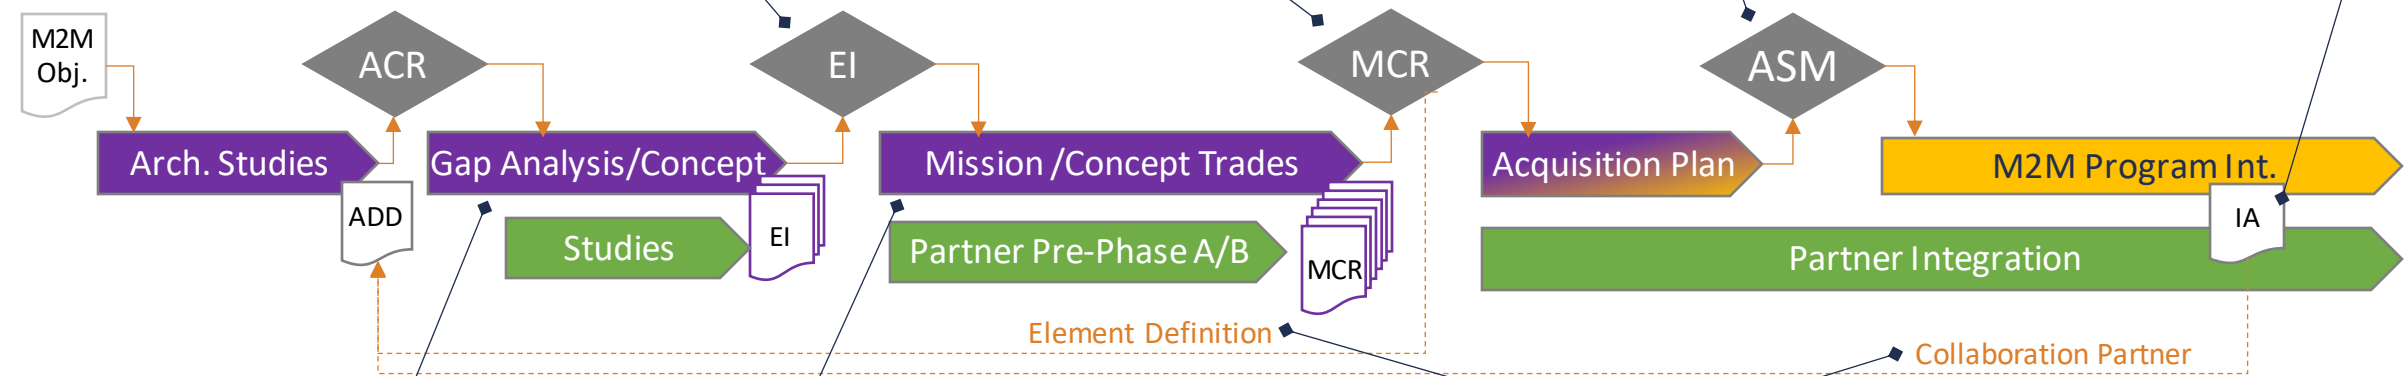 M2M
Obj.
ACR
EI
MCR
ASM
Arch. Studies
Gap Analysis/Concept
Mission /Concept Trades
Acquisition Plan
M2M Program Int.
ADD
Studies
EI
Partner Pre-Phase A/B
MCR
Partner Integration
IA
Element Definition
Collaboration Partner